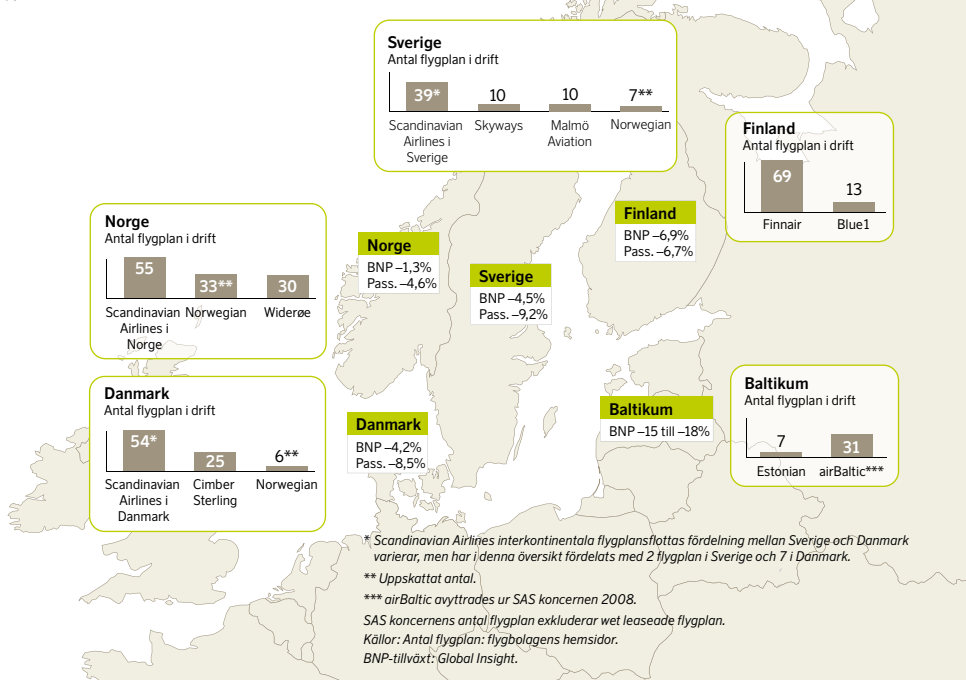 Sverige
Antal flygplan i drift
39*
10
10
7**
Scandinavian
Airlines i
Sverige
Skyways
Malmö
Aviation
Norwegian
Finland
Antal flygplan i drift
69
13
Finnair
Blue1
Norge
Antal flygplan i drift
55
33**
30
Scandinavian
Airlines i
Norge
Norwegian
Widerøe
Norge
BNP –1,3%
Pass. –4,6%
Sverige
BNP –4,5%
Pass. –9,2%
Finland
BNP –6,9%
Pass. –6,7%
Danmark
Antal flygplan i drift
54*
25
6**
Scandinavian
Airlines i
Danmark
Cimber
Sterling
Norwegian
Danmark
BNP –4,2%
Pass. –8,5%
Baltikum
BNP –15 till –18%
Baltikum
Antal flygplan i drift
7
31
Estonian
airBaltic***
* Scandinavian Airlines interkontinentala flygplansflottas fördelning mellan Sverige och Danmark
varierar, men har i denna översikt fördelats med 2 flygplan i Sverige och 7 i Danmark.
** Uppskattat antal.
*** airBaltic avyttrades ur SAS koncernen 2008.
SAS koncernens antal flygplan exkluderar wet leaseade flygplan.
Källor: Antal flygplan: flygbolagens hemsidor.
BNP-tillväxt: Global Insight.